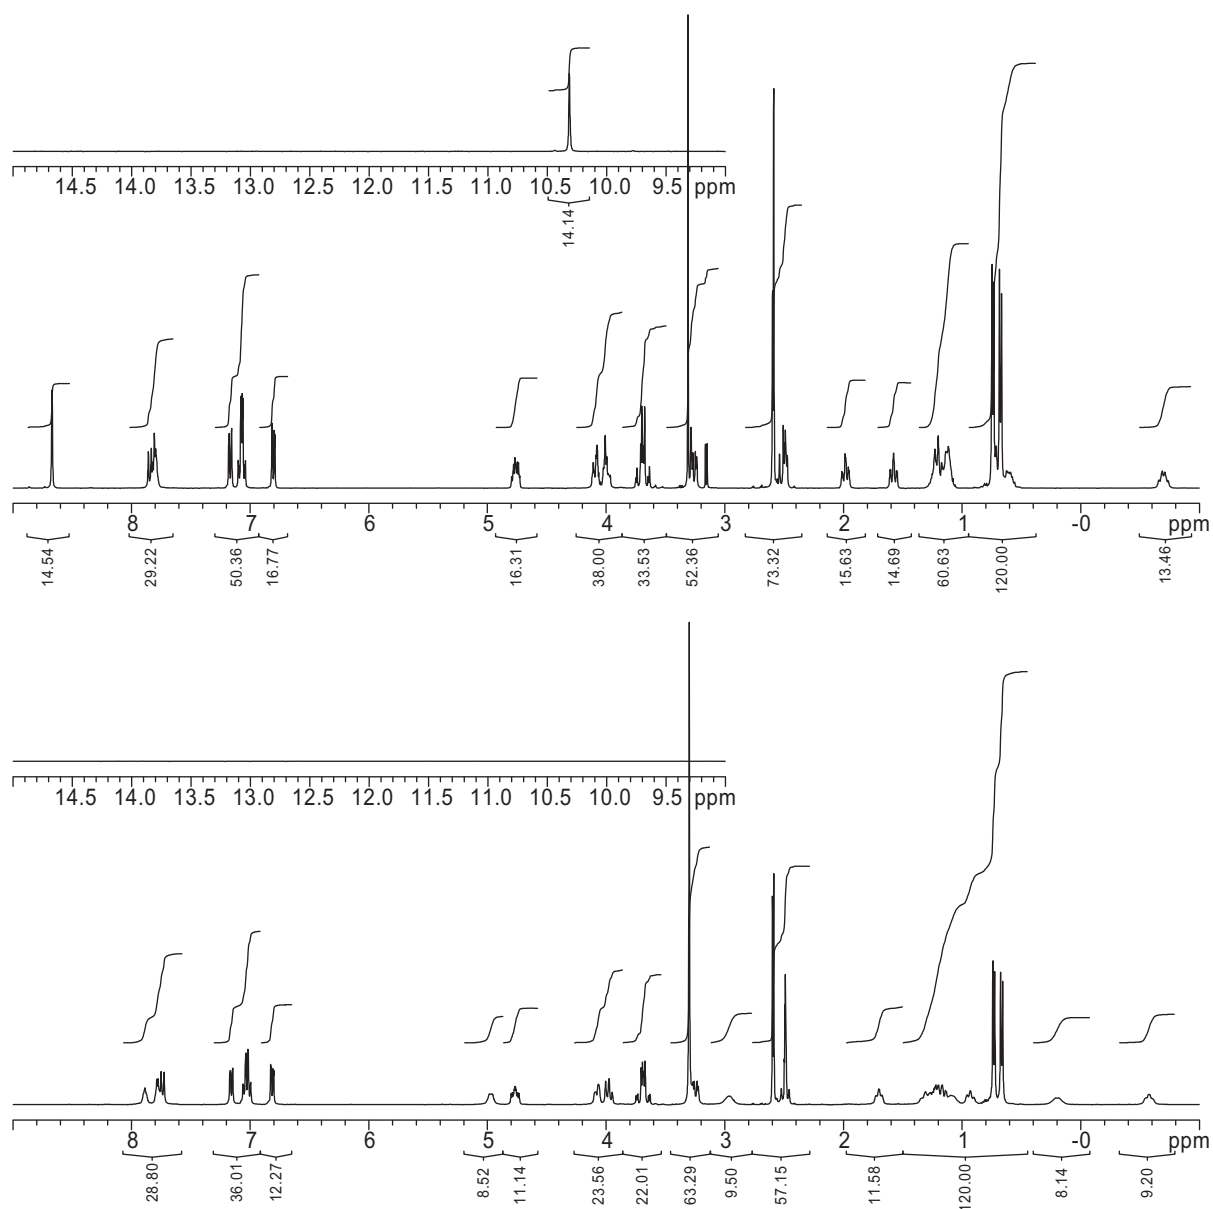 14.5 14.0 13.5 13.0 12.5 12.0 11.5 11.0 10.5 10.0 9.5 ppm
14.14
8 7 6 5 4 3 2 1 -0 ppm
14.54 29.22 50.36 16.77 16.31 38.00 33.53 52.36 73.32 15.63 14.69 60.63 120.00 13.46
14.5 14.0 13.5 13.0 12.5 12.0 11.5 11.0 10.5 10.0 9.5 ppm
8 7 6 5 4 3 2 1 -0 ppm
28.80 36.01 12.27 8.52 11.14 23.56 22.01 63.29 9.50 57.15 11.58 120.00 8.14 9.20